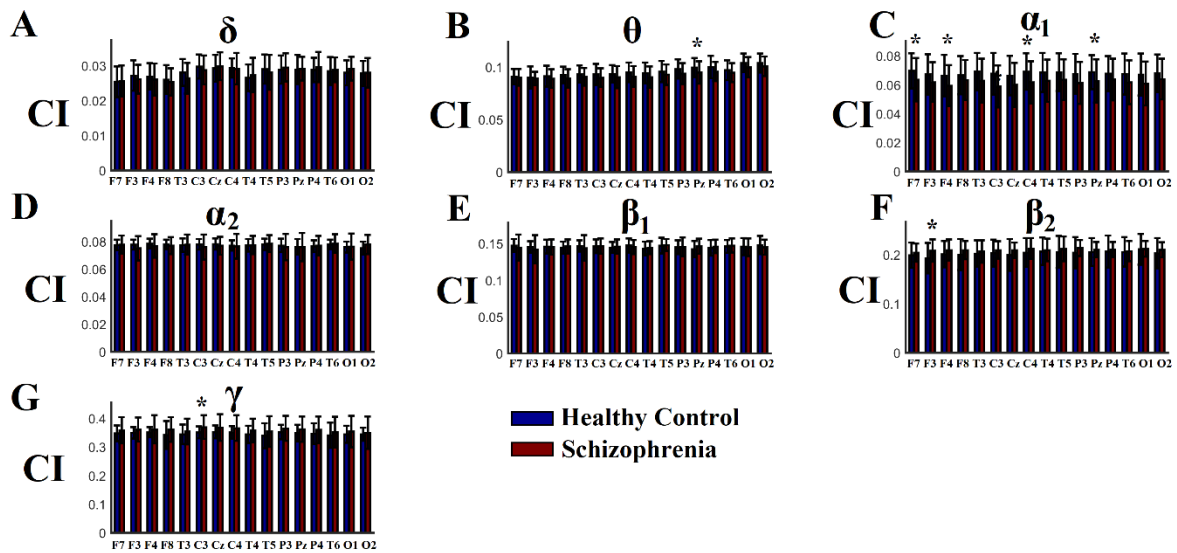 A
δ
CI
0.03
0.02
0.01
0
F7 F3 F4 F8 T3 C3 Cz C4 T4 T5 P3 Pz P4 T6 O1 O2
B
θ
*
CI
0.1
0.05
0
F7 F3 F4 F8 T3 C3 Cz C4 T4 T5 P3 Pz P4 T6 O1 O2
C
α1
* * * *
CI
0.08
0.06
0.04
0.02
0
F7 F3 F4 F8 T3 C3 Cz C4 T4 T5 P3 Pz P4 T6 O1 O2
D
α2
CI
0.08
0.06
0.04
0.02
0
F7 F3 F4 F8 T3 C3 Cz C4 T4 T5 P3 Pz P4 T6 O1 O2
E
β1
CI
0.15
0.1
0.05
0
F7 F3 F4 F8 T3 C3 Cz C4 T4 T5 P3 Pz P4 T6 O1 O2
F
β2
*
CI
0.2
0.1
0
F7 F3 F4 F8 T3 C3 Cz C4 T4 T5 P3 Pz P4 T6 O1 O2
G
γ
*
CI
0.4
0.3
0.2
0.1
0
F7 F3 F4 F8 T3 C3 Cz C4 T4 T5 P3 Pz P4 T6 O1 O2
Healthy Control
Schizophrenia